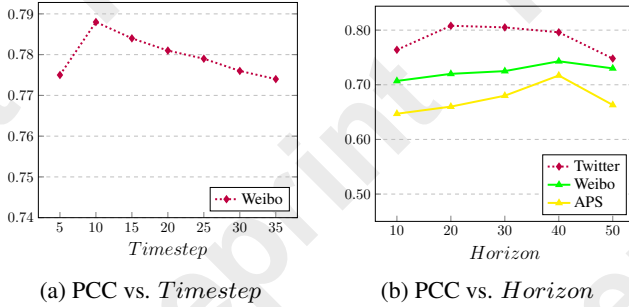 0.79
0.78
0.77
0.76
0.75
0.74
Weibo
5 10 15 20 25 30 35
Timestep
(a) PCC vs. Timestep
0.80
0.70
0.60
0.50
Twitter
Weibo
APS
10 20 30 40 50
Horizon
(b) PCC vs. Horizon